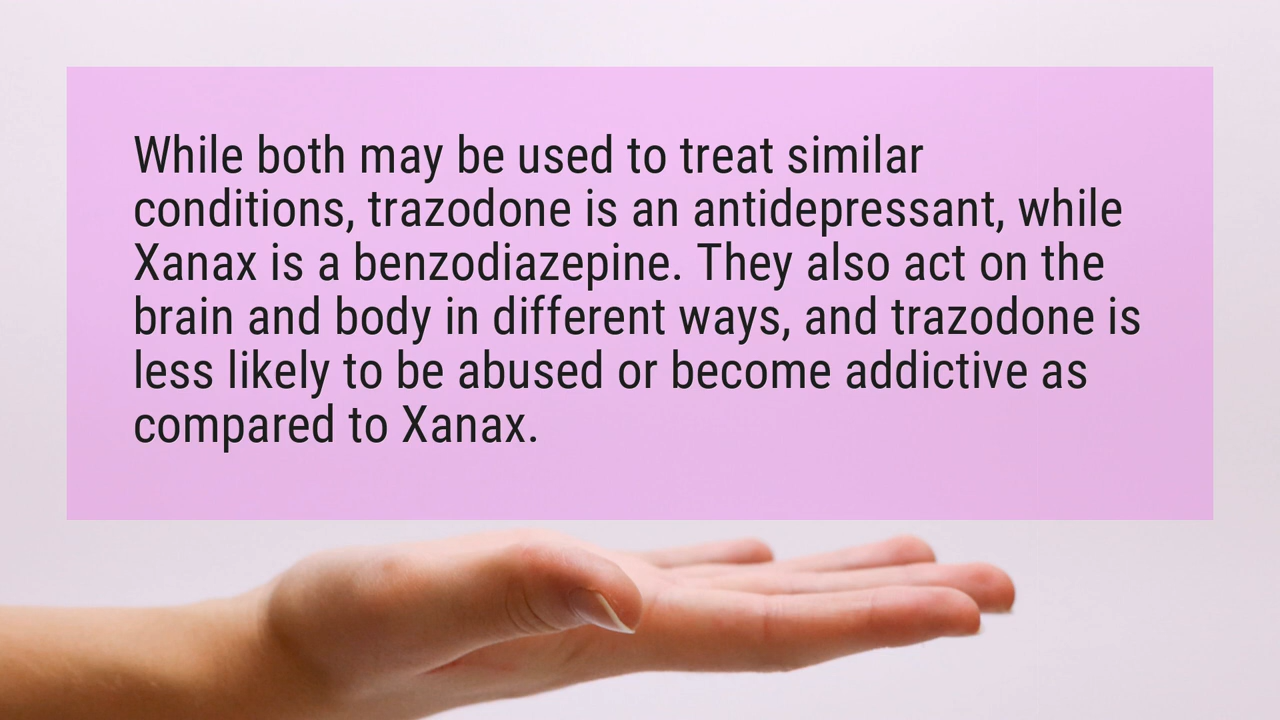 While both may be used to treat similar
conditions, trazodone is an antidepressant, while
Xanax is a benzodiazepine. They also act on the
brain and body in different ways, and trazodone is
less likely to be abused or become addictive as
compared to Xanax.